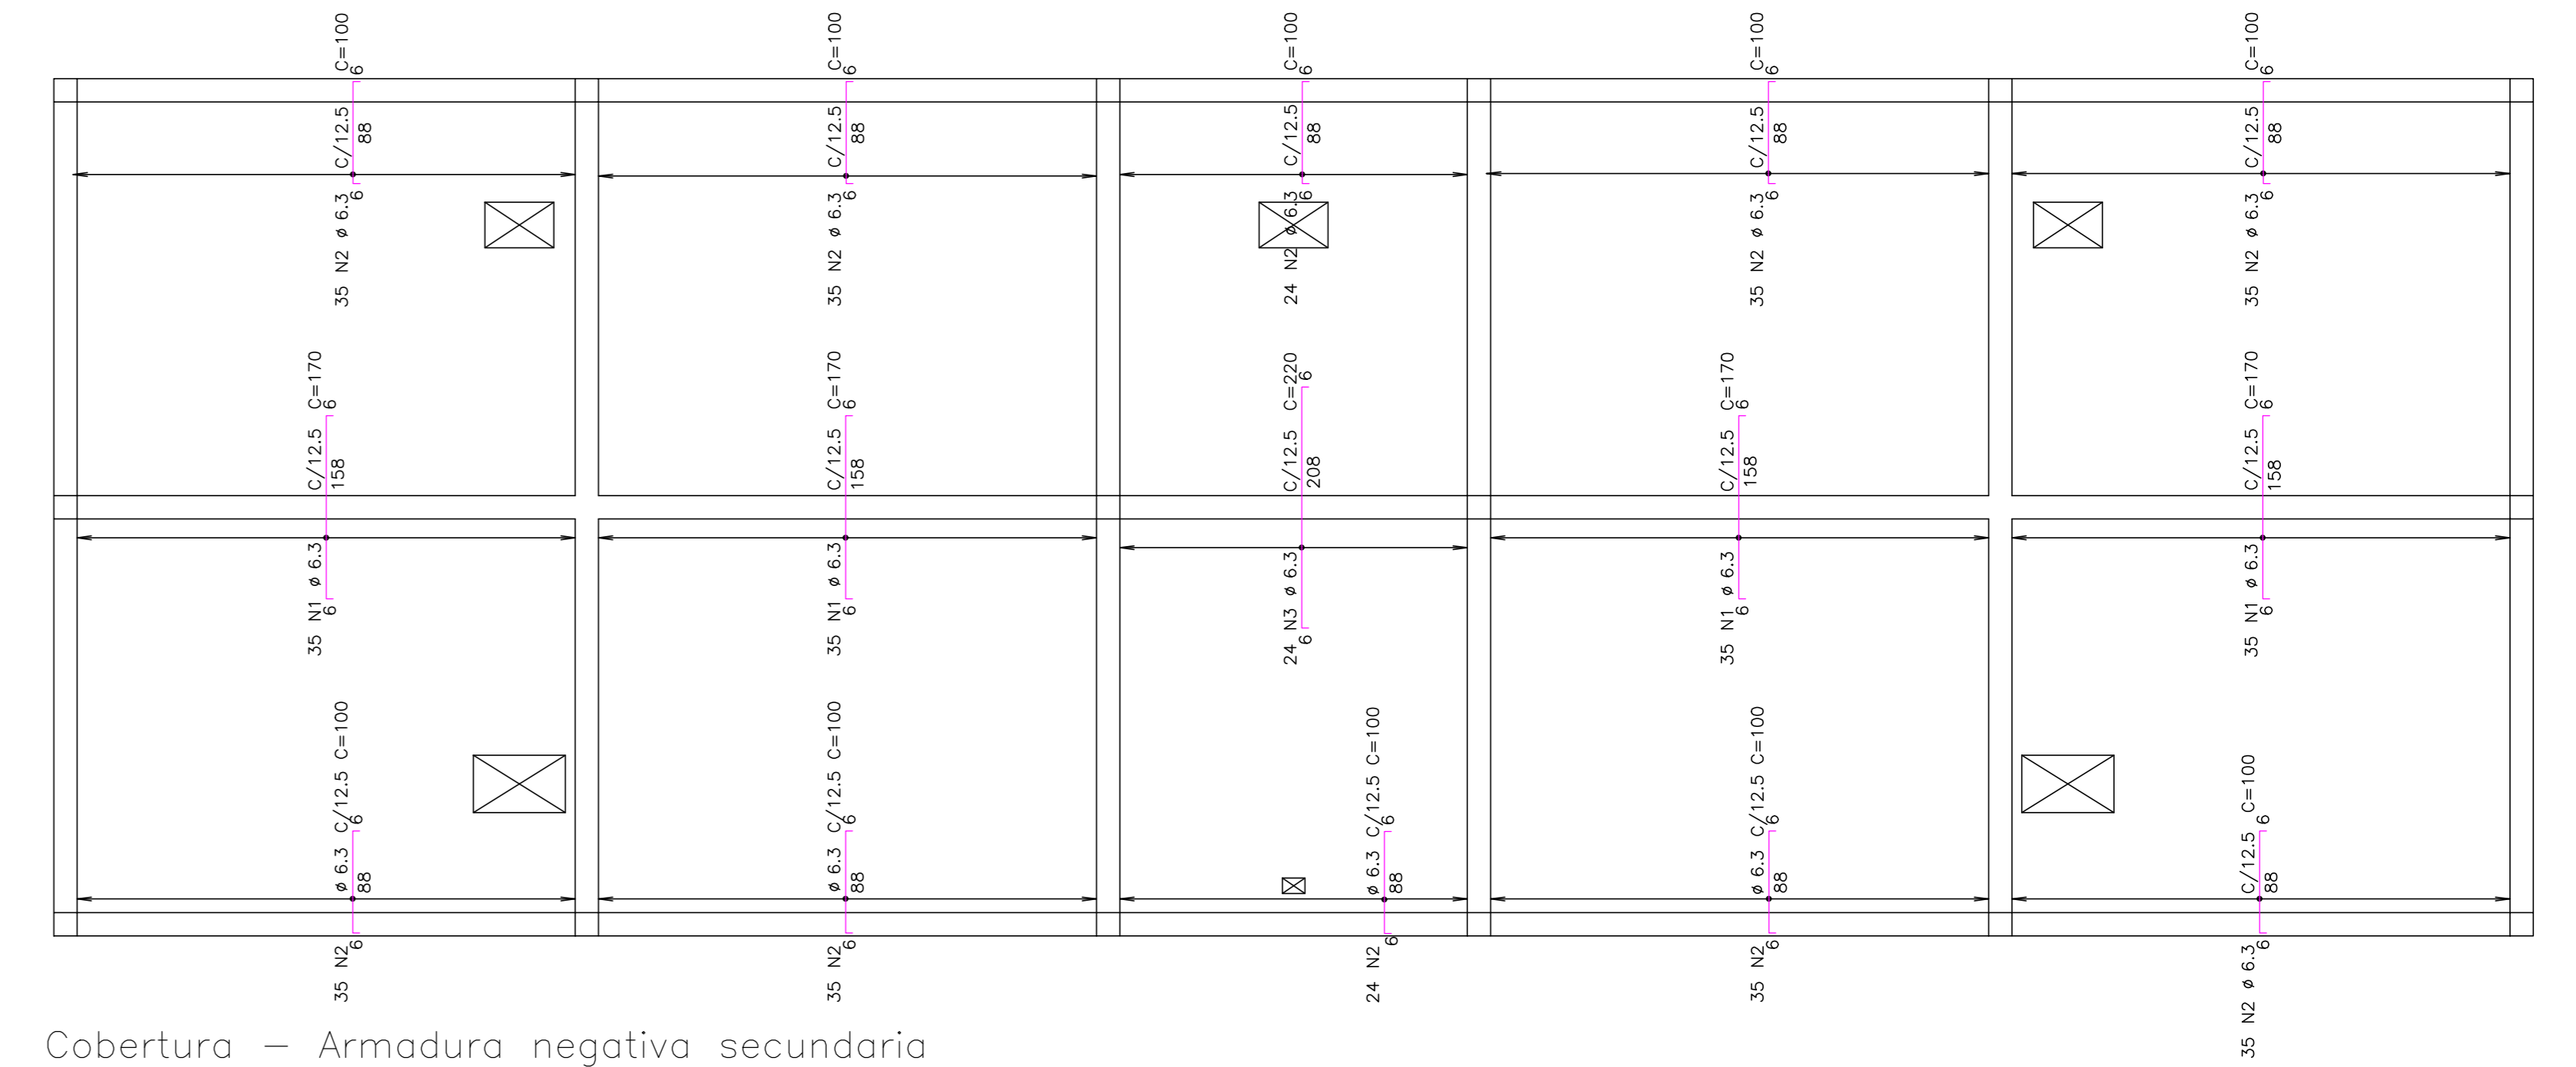 35 N2 ø 6.3 C/12.5 C=100
88
6
6
35 N2 ø 6.3 C/12.5 C=100
88
6
6
24 N2 ø 6.3 C/12.5 C=100
88
6
6
35 N2 ø 6.3 C/12.5 C=100
88
6
6
35 N2 ø 6.3 C/12.5 C=100
88
6
6
35 N1 ø 6.3 C/12.5 C=170
158
6
6
35 N1 ø 6.3 C/12.5 C=170
158
6
6
24 N3 ø 6.3 C/12.5 C=220
208
6
6
35 N1 ø 6.3 C/12.5 C=170
158
6
6
35 N1 ø 6.3 C/12.5 C=170
158
6
6
35 N2 ø 6.3 C/12.5 C=100
88
6
6
35 N2 ø 6.3 C/12.5 C=100
88
6
6
24 N2 ø 6.3 C/12.5 C=100
88
6
6
35 N2 ø 6.3 C/12.5 C=100
88
6
6
35 N2 ø 6.3 C/12.5 C=100
88
6
6
Cobertura — Armadura negativa secundaria